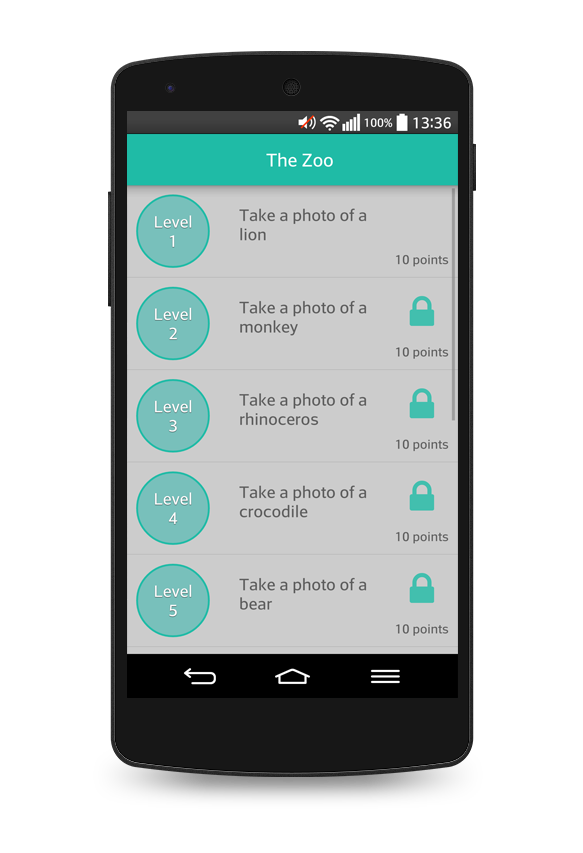 100% 13:36
The Zoo
Level
1
Take a photo of a
lion
10 points
Level
2
Take a photo of a
monkey
10 points
Level
3
Take a photo of a
rhinoceros
10 points
Level
4
Take a photo of a
crocodile
10 points
Level
5
Take a photo of a
bear
10 points